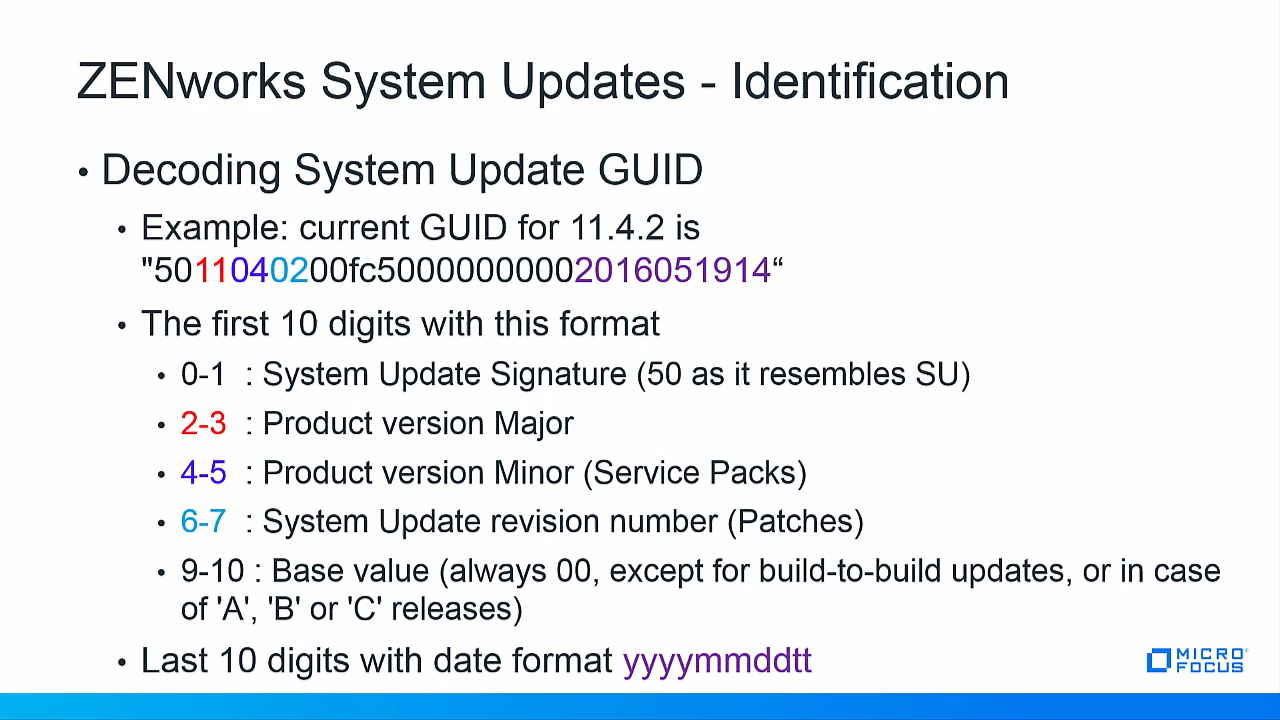 ZENworks System Updates - Identification
• Decoding System Update GUID
• Example: current GUID for 11.4.2 is
"5011040200fc50000000002016051914“
• The first 10 digits with this format
• 0-1 : System Update Signature (50 as it resembles SU)
• 2-3 : Product version Major
• 4-5 : Product version Minor (Service Packs)
• 6-7 : System Update revision number (Patches)
• 9-10 : Base value (always 00, except for build-to-build updates, or in case
of 'A', 'B' or 'C' releases)
• Last 10 digits with date format yyyymmddtt
MICRO
FOCUS